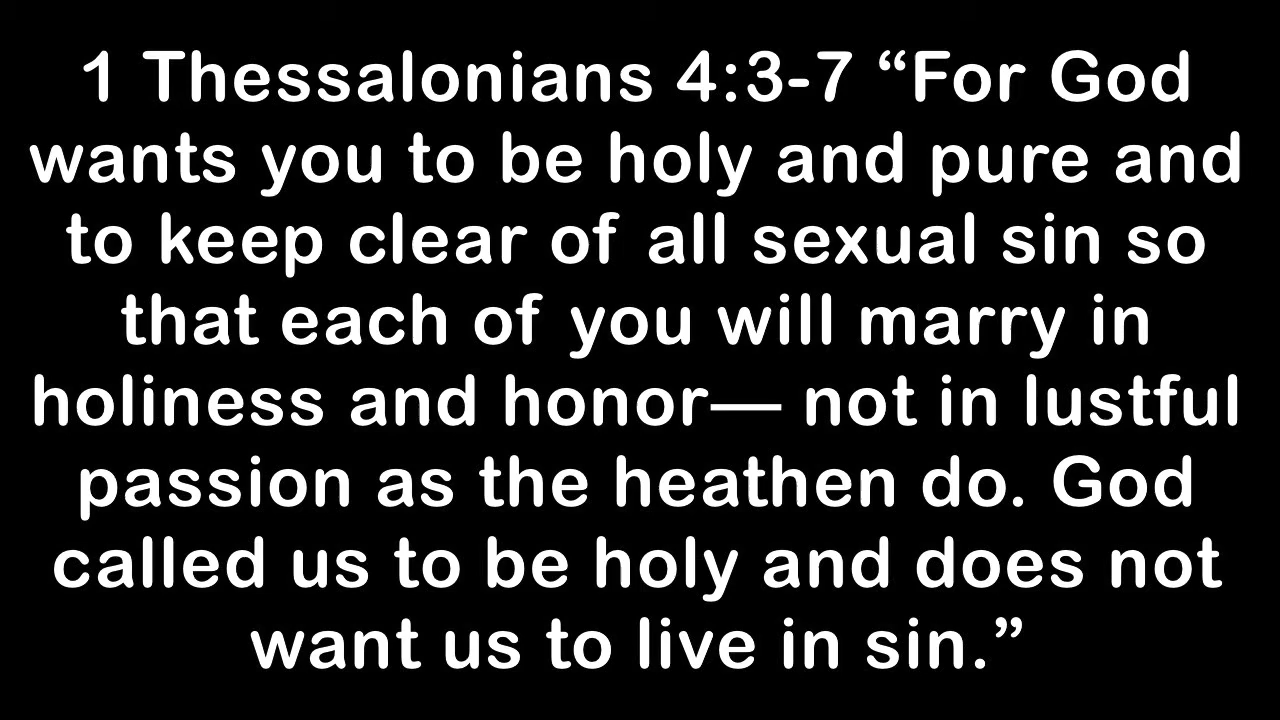 1 Thessalonians 4:3-7 “For God
wants you to be holy and pure and
to keep clear of all sexual sin so
that each of you will marry in
holiness and honor— not in lustful
passion as the heathen do. God
called us to be holy and does not
want us to live in sin.”